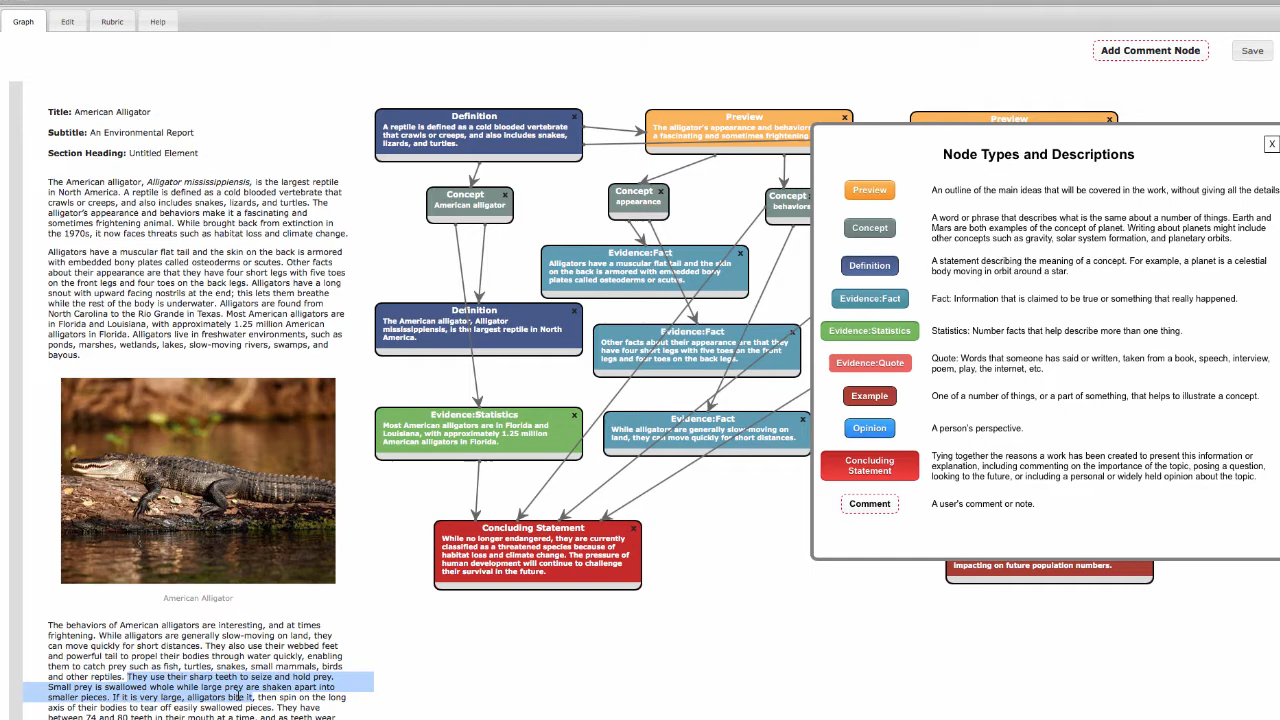 Graph
Edit
Rubric
Help
Add Comment Node
Save
Title: American Alligator
Subtitle: An Environmental Report
Section Heading: Untitled Element
The American alligator, Alligator mississippiensis, is the largest reptile
in North America. A reptile is defined as a cold blooded vertebrate that
crawls or creeps, and also includes snakes, lizards, and turtles. The
alligator's appearance and behaviors make it a fascinating and
sometimes frightening animal. While brought back from extinction in
the 1970s, it now faces threats such as habitat loss and climate change.
Alligators have a muscular flat tail and the skin on the back is armored
with embedded bony plates called osteoderms or scutes. Other facts
about their appearance are that they have four short legs with five toes
on the front legs and four toes on the back legs. Alligators have a long
snout with upward facing nostrils at the end; this lets them breathe
while the rest of the body is underwater. Alligators are found from
North Carolina to the Rio Grande in Texas. Most American alligators are
in Florida and Louisiana, with approximately 1.25 million American
alligators in Florida. Alligators live in freshwater environments, such as
ponds, marshes, wetlands, lakes, slow-moving rivers, swamps, and
bayous.
American Alligator
The behaviors of American alligators are interesting, and at times
frightening. While alligators are generally slow-moving on land, they
can move quickly for short distances. They also use their webbed feet
and powerful tail to propel their bodies through water quickly, enabling
them to catch prey such as fish, turtles, snakes, small mammals, birds
and other reptiles. They use their sharp teeth to seize and hold prey.
Small prey is swallowed whole while large prey are shaken apart into
smaller pieces. If it is very large, alligators bite it, then spin on the long
axis of their bodies to tear off easily swallowed pieces. They have
between 74 and 80 teeth in their mouth at a time, and as teeth wear
Definition x
A reptile is defined as a cold blooded vertebrate
that crawls or creeps, and also includes snakes,
lizards, and turtles.
Preview x
The alligator's appearance and behaviors
a fascinating and sometimes frightening
Preview x
Concept x
American alligator
Concept x
appearance
Concept
behaviors
Evidence:Fact x
Alligators have a muscular flat tail and the skin
on the back is armored with embedded bony
plates called osteoderms or scutes.
Definition x
The American alligator, Alligator
mississippiensis, is the largest reptile in North
America.
Evidence:Fact x
Other facts about their appearance are that they
have four short legs with five toes on the front
legs and four toes on the back legs.
Evidence:Statistics x
Most American alligators are in Florida and
Louisiana, with approximately 1.25 million
American alligators in Florida.
Evidence:Fact x
While alligators are generally slow-moving on
land, they can move quickly for short distances.
Concluding Statement x
While no longer endangered, they are currently
classified as a threatened species because of
habitat loss and climate change. The pressure of
human development will continue to challenge
their survival in the future.
Node Types and Descriptions
X
Preview
An outline of the main ideas that will be covered in the work, without giving all the details
Concept
A word or phrase that describes what is the same about a number of things. Earth and
Mars are both examples of the concept of planet. Writing about planets might include
other concepts such as gravity, solar system formation, and planetary orbits.
Definition
A statement describing the meaning of a concept. For example, a planet is a celestial
body moving in orbit around a star.
Evidence:Fact
Fact: Information that is claimed to be true or something that really happened.
Evidence:Statistics
Statistics: Number facts that help describe more than one thing.
Evidence:Quote
Quote: Words that someone has said or written, taken from a book, speech, interview,
poem, play, the internet, etc.
Example
One of a number of things, or a part of something, that helps to illustrate a concept.
Opinion
A person's perspective.
Concluding
Statement
Tying together the reasons a work has been created to present this information or
explanation, including commenting on the importance of the topic, posing a question,
looking to the future, or including a personal or widely held opinion about the topic.
Comment
A user's comment or note.
impacting on future population numbers.